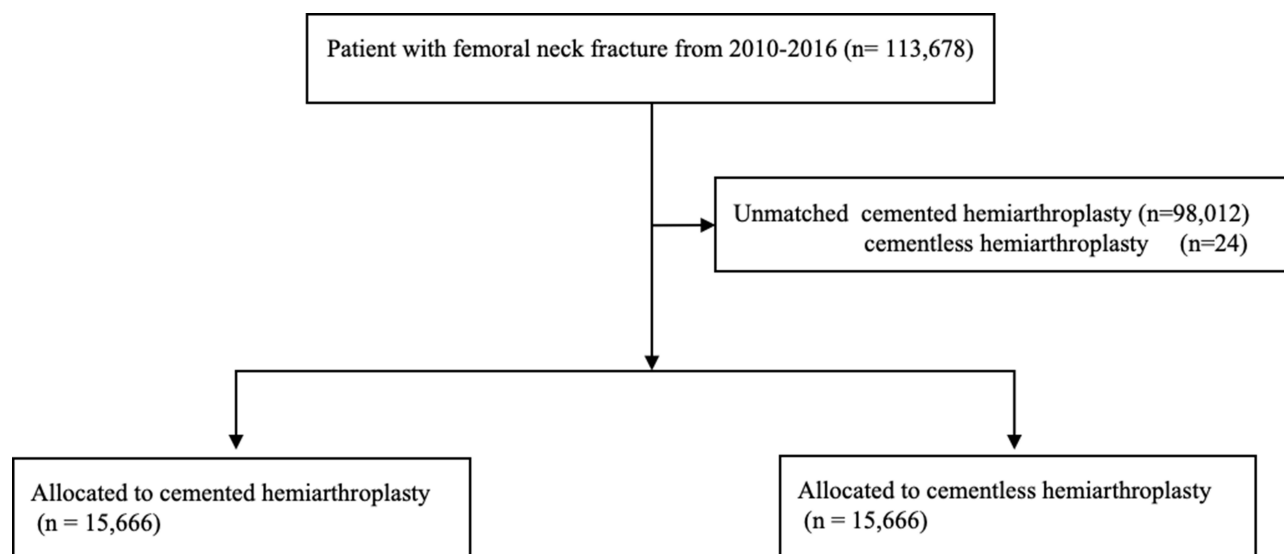 Patient with femoral neck fracture from 2010-2016 (n= 113,678)
Unmatched cemented hemiarthroplasty (n=98,012)
cementless hemiarthroplasty (n=24)
Allocated to cemented hemiarthroplasty
(n = 15,666)
Allocated to cementless hemiarthroplasty
(n = 15,666)